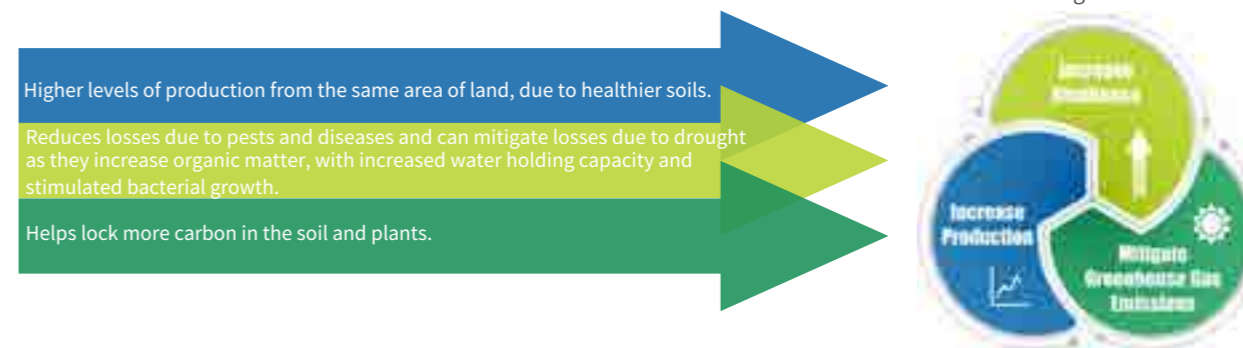 Higher levels of production from the same area of land, due to healthier soils.
Reduces losses due to pests and diseases and can mitigate losses due to drought
as they increase organic matter, with increased water holding capacity and
stimulated bacterial growth.
Helps lock more carbon in the soil and plants.
Increase
Increase
Production
Mitigate
Greenhouse Gas
Emissions